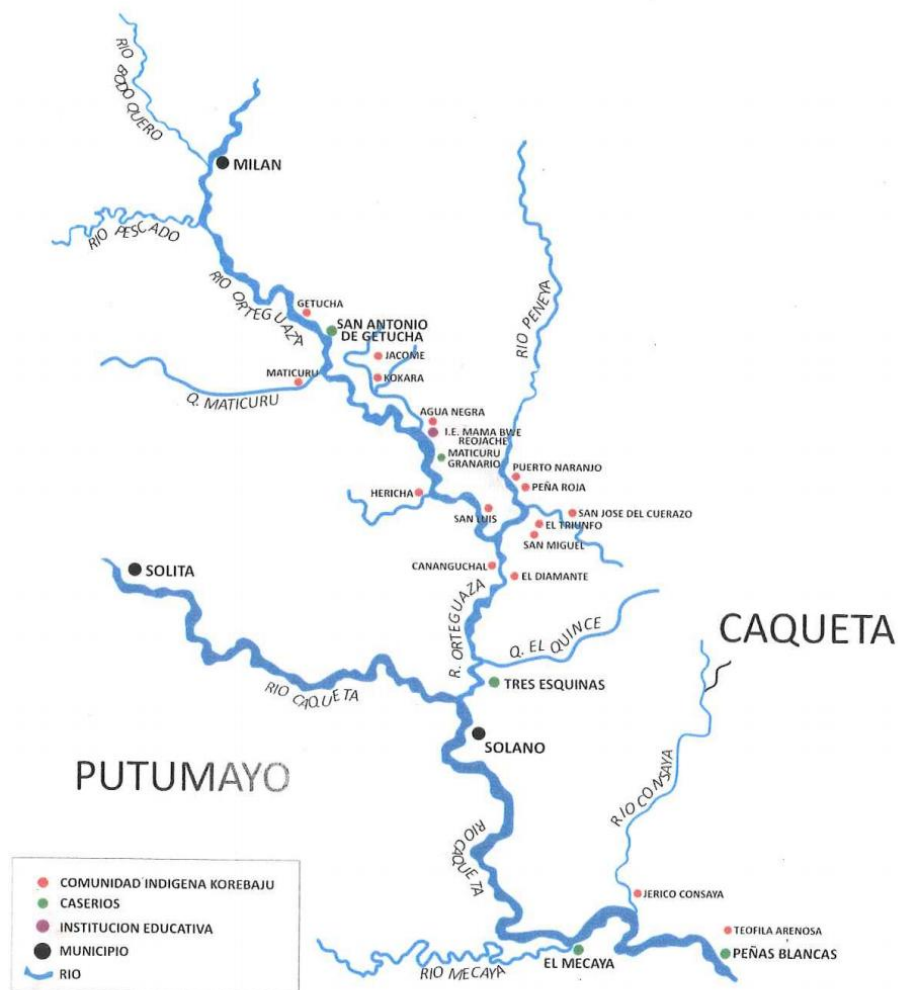 RIO BODO QUERO
MILAN
RIO PESCADO
RIO ORTEGUAZA
GETUCHA
SAN ANTONIO
DE GETUCHA
JACOME
KOKARA
MATICURU
Q. MATICURU
RIO PENEYA
AGUA NEGRA
I.E. MAMA BWE
REOJACHE
MATICURU
GRANARIO
PUERTO NARANJO
PEÑA ROJA
HERICHA
SAN LUIS
SAN JOSE DEL CUERAZO
EL TRIUNFO
SAN MIGUEL
CANANGUCHAL
EL DIAMANTE
SOLITA
R. ORTEGUAZA
Q. EL QUINCE
CAQUETA
RIO CAQUETA
TRES ESQUINAS
SOLANO
PUTUMAYO
RIO CONSAYA
RIO CAQUETA
JERICO CONSAYA
TEOFILA ARENOSA
PEÑAS BLANCAS
EL MECAYA
RIO MECAYA
COMUNIDAD INDIGENA KOREBAJU
CASERIOS
INSTITUCION EDUCATIVA
MUNICIPIO
RIO